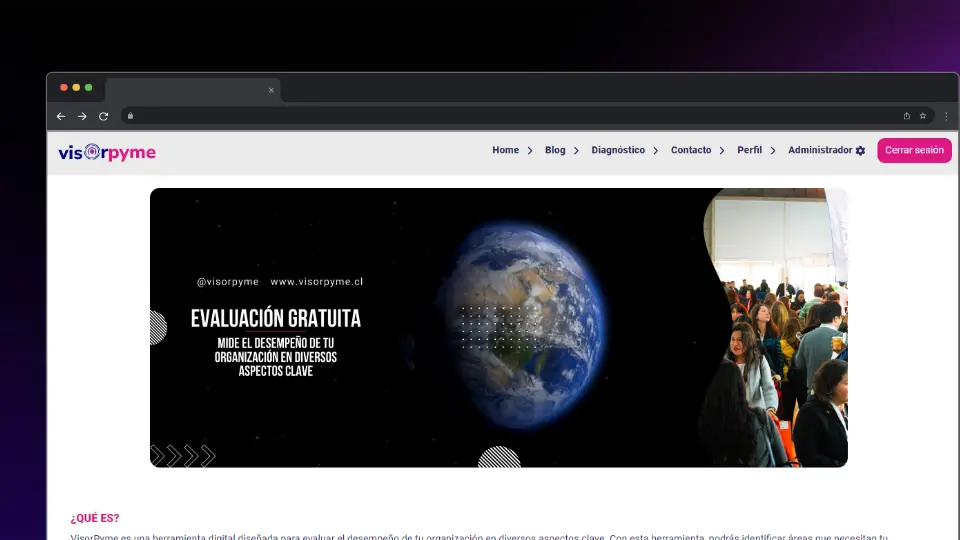 visorpyme
Home Blog Diagnóstico Contacto Perfil Administrador Cerrar sesión
@visorpyme www.visorpyme.cl
EVALUACIÓN GRATUITA
MIDE EL DESEMPEÑO DE TU
ORGANIZACIÓN EN DIVERSOS
ASPECTOS CLAVE
¿QUÉ ES?
VisorPyme es una herramienta digital diseñada para evaluar el desempeño de tu organización en diversos aspectos clave. Con esta herramienta, podrás identificar áreas que necesitan tu